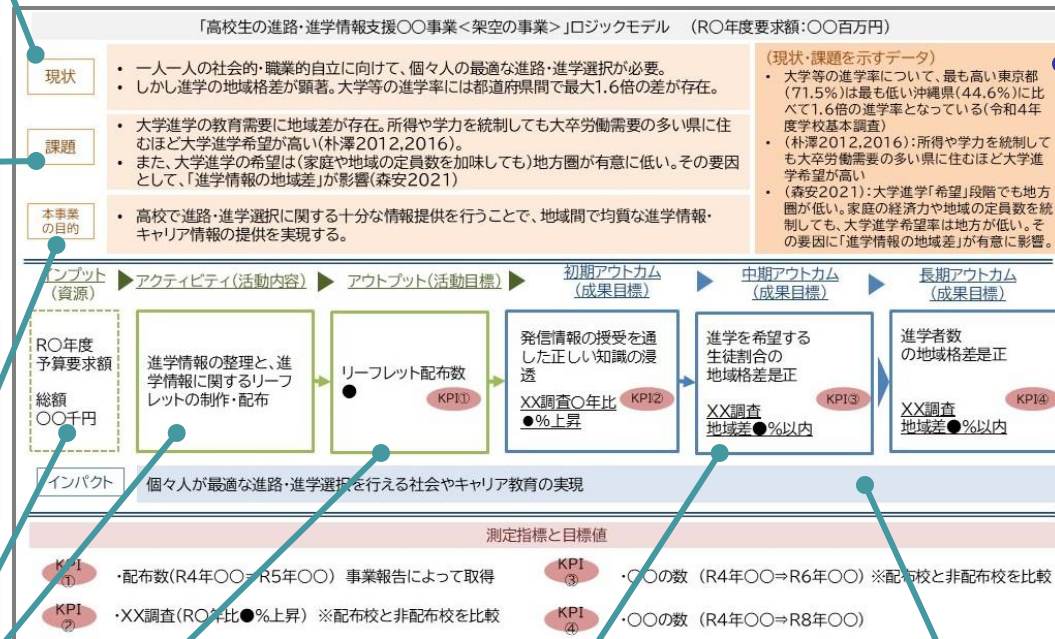 「高校生の進路・進学情報支援〇〇事業<架空の事業>」ロジックモデル （R〇年度要求額：〇〇百万円）
現状
• 一人一人の社会的・職業的自立に向けて、個々人の最適な進路・進学選択が必要。
• しかし進学の地域格差が顕著。大学等の進学率には都道府県間で最大1.6倍の差が存在。
課題
• 大学進学の教育需要に地域差が存在。所得や学力を統制しても大卒労働需要の多い県に住
むほど大学進学希望が高い(朴澤2012,2016)。
• また、大学進学の希望は(家庭や地域の定員数を加味しても)地方圏が有意に低い。その要因
として、「進学情報の地域差」が影響(森安2021)
本事業
の目的
• 高校で進路・進学選択に関する十分な情報提供を行うことで、地域間で均質な進学情報・
キャリア情報の提供を実現する。
(現状・課題を示すデータ)
• 大学等の進学率について、最も高い東京都
(71.5%)は最も低い沖縄県(44.6%)に比
べて1.6倍の進学率となっている(令和4年
度学校基本調査)
• (朴澤2012,2016)：所得や学力を統制して
も大卒労働需要の多い県に住むほど大学進
学希望が高い
• (森安2021)：大学進学「希望」段階でも地方
圏が低い。家庭の経済力や地域の定員数を統
制しても、大学進学希望率は地方が低い。そ
の要因に「進学情報の地域差」が有意に影響。
インプット
(資源)
アクティビティ(活動内容)
アウトプット(活動目標)
初期アウトカム
(成果目標)
中期アウトカム
(成果目標)
長期アウトカム
(成果目標)
R〇年度
予算要求額
総額
〇〇千円
進学情報の整理と、進
学情報に関するリーフ
レットの制作・配布
リーフレット配布数
●
KPI①
発信情報の授受を通
した正しい知識の浸
透
XX調査〇年比
●%上昇
KPI②
進学を希望する
生徒割合の
地域格差是正
KPI③
XX調査
地域差●%以内
進学者数
の地域格差是正
KPI④
XX調査
地域差●%以内
インパクト
個々人が最適な進路・進学選択を行える社会やキャリア教育の実現
測定指標と目標値
KPI
①
・配布数(R4年〇〇⇒R5年〇〇) 事業報告によって取得
KPI
②
・XX調査(R〇年比●%上昇) ※配布校と非配布校を比較
KPI
③
・〇〇の数 (R4年〇〇⇒R6年〇〇) ※配布校と非配布校を比較
KPI
④
・〇〇の数 (R4年〇〇⇒R8年〇〇)